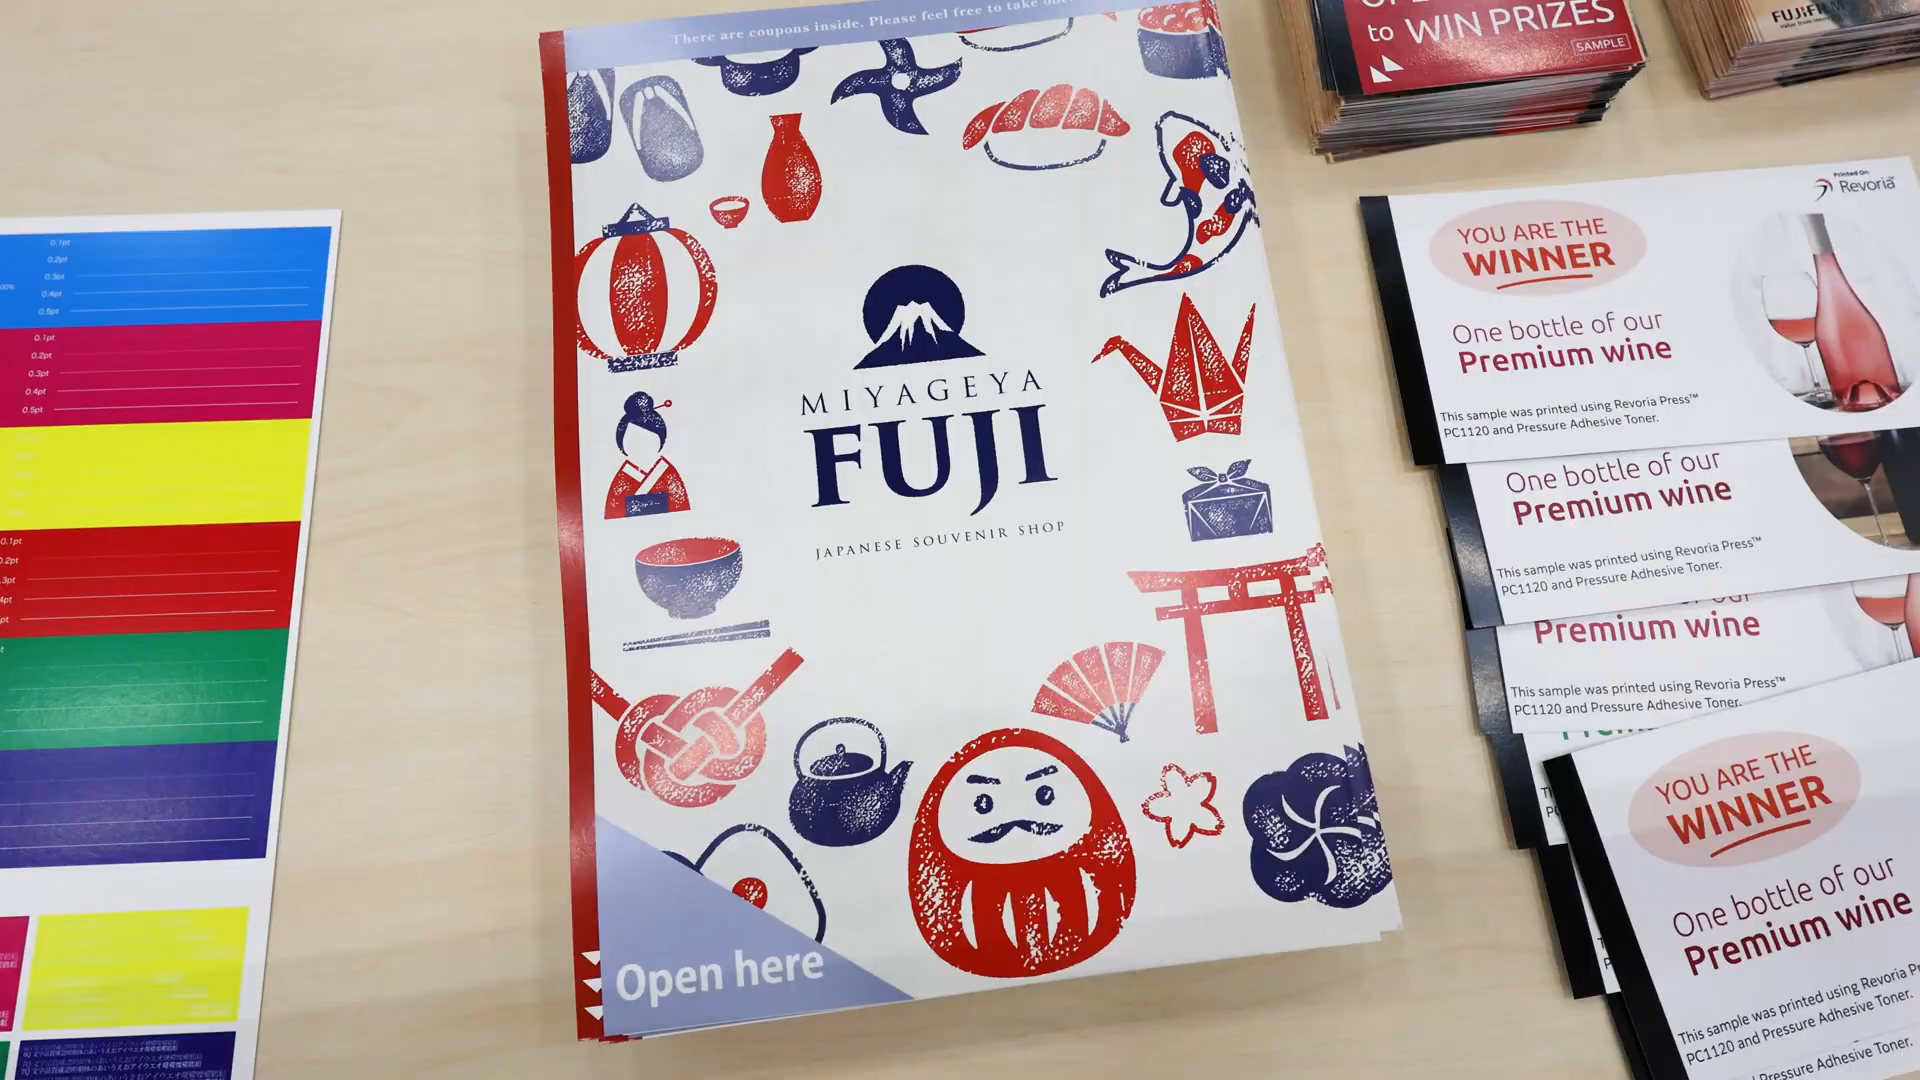 There are coupons inside. Please feel free to take
MIYAGEYA
FUJI
JAPANESE SOUVENIR SHOP
Open here
0.1pt
0.2pt
0.3pt
0.4pt
0.5pt
0.1pt
0.2pt
0.3pt
0.4pt
0.5pt
0.1pt
0.2pt
.3pt
4pt
pt
to WIN PRIZES
SAMPLE
FUJIFILM
Printed On
Revoria
YOU ARE THE
WINNER
One bottle of our
Premium wine
This sample was printed using Revoria Press™
PC1120 and Pressure Adhesive Toner.
One bottle of our
Premium wine
This sample was printed using Revoria Press™
PC1120 and Pressure Adhesive Toner.
Premium wine
This sample was printed using Revoria Press™
PC1120 and Pressure Adhesive Toner.
YOU ARE THE
WINNER
One bottle of our
Premium wine
This sample was printed using Revoria Pr
PC1120 and Pressure Adhesive Toner.
Pressure Adhesive Toner.